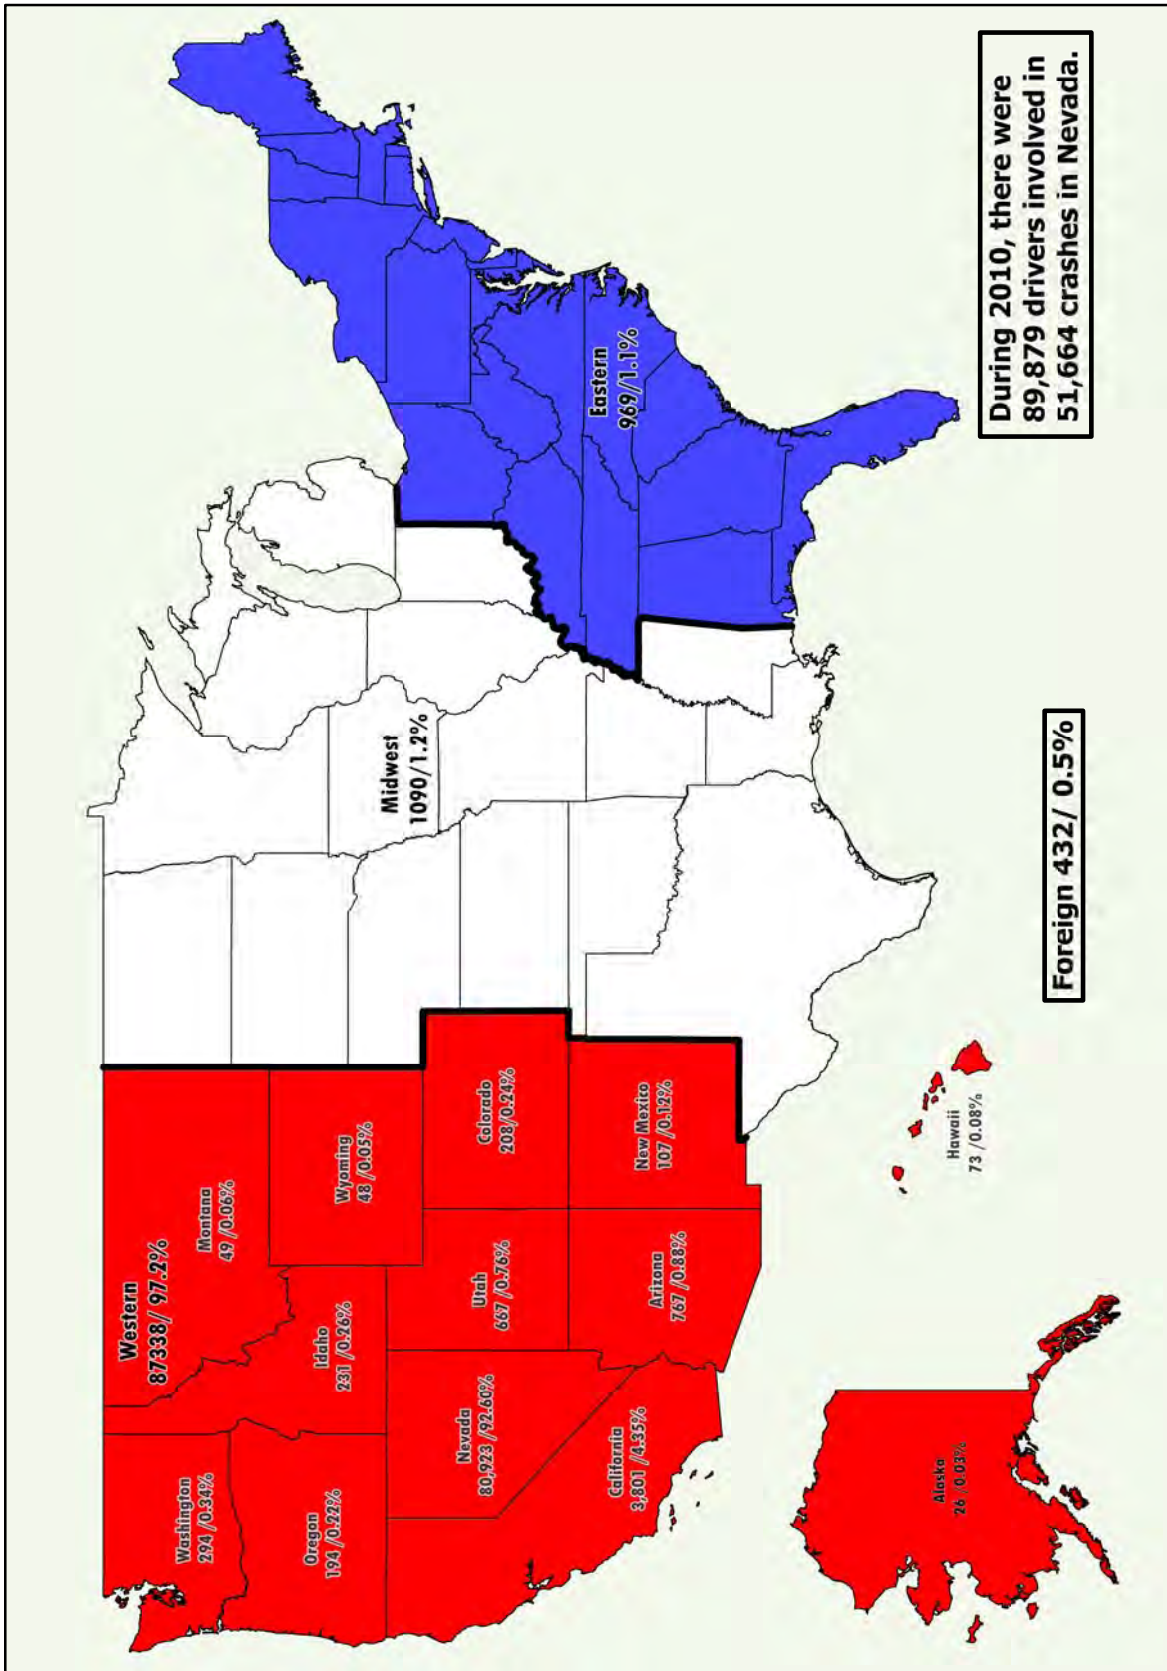 Western
87338/ 97.2%
Washington
294 /0.34%
Montana
49 /0.06%
Oregon
194 /0.22%
Idaho
231 /0.26%
Wyoming
48 /0.05%
Nevada
80,923 /92.60%
Utah
667 /0.76%
Colorado
208/0.24%
California
3,801 /4.35%
Arizona
767 /0.88%
New Mexico
107 /0.12%
Midwest
1090/1.2%
Eastern
969/1.1%
Alaska
26 /0.03%
Hawaii
73 /0.08%
Foreign 432/ 0.5%
During 2010, there were
89,879 drivers involved in
51,664 crashes in Nevada.